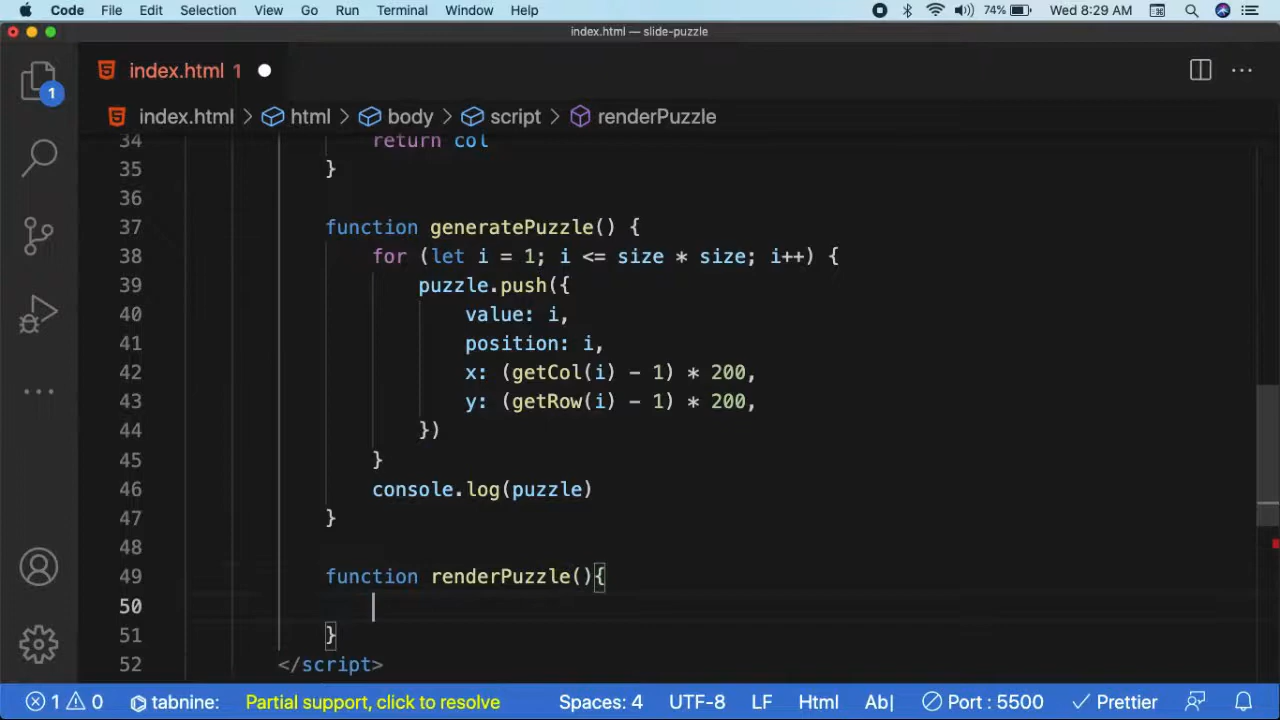 Code File Edit Selection View Go Run Terminal Window Help 74% Wed 8:29 AM
index.html — slide-puzzle
index.html 1
1
index.html > html > body > script > renderPuzzle
34 return col
35 }
36
37 function generatePuzzle() {
38 for (let i = 1; i <= size * size; i++) {
39 puzzle.push({
40 value: i,
41 position: i,
42 x: (getCol(i) - 1) * 200,
43 y: (getRow(i) - 1) * 200,
44 })
45 }
46 console.log(puzzle)
47 }
48
49 function renderPuzzle(){
50
51 }
52 </script>
1 0 tabnine: Partial support, click to resolve Spaces: 4 UTF-8 LF Html Ab| Port : 5500 Prettier